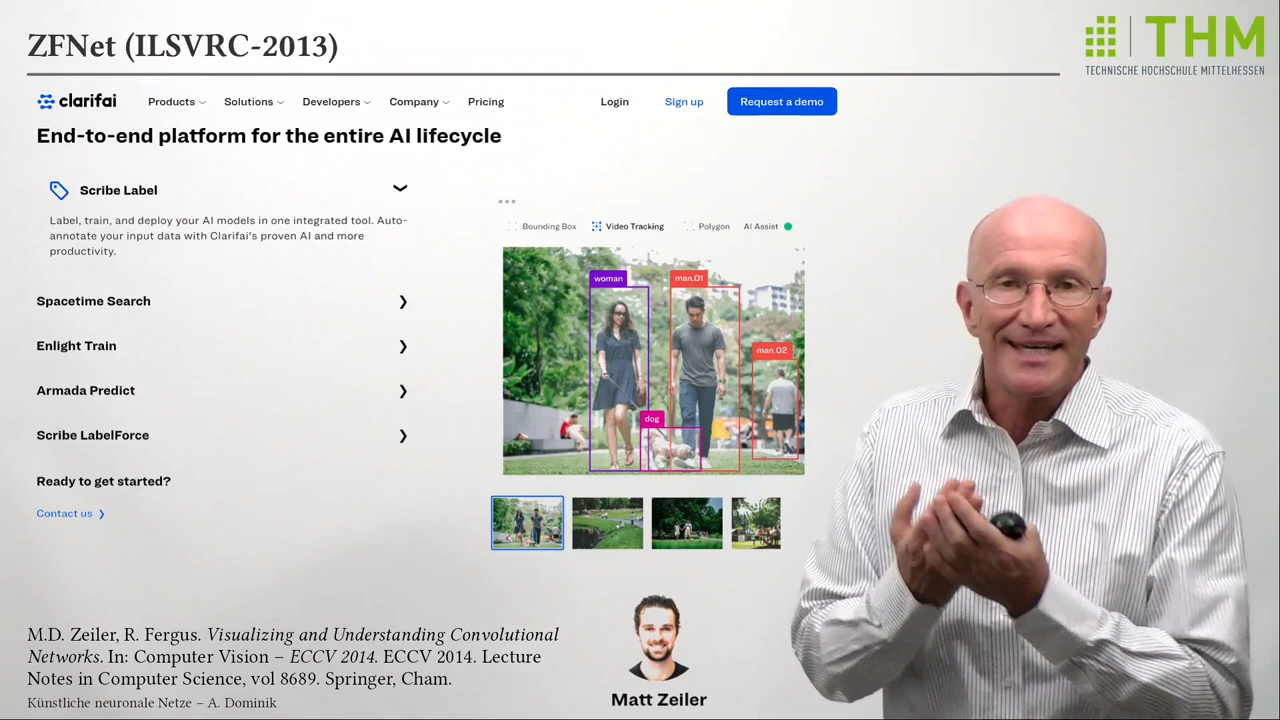 ZFNet (ILSVRC-2013)
THM
TECHNISCHE HOCHSCHULE MITTELHESSEN
clarifai Products Solutions Developers Company Pricing Login Sign up Request a demo
End-to-end platform for the entire AI lifecycle
Scribe Label
Label, train, and deploy your AI models in one integrated tool. Auto-
annotate your input data with Clarifai's proven AI and more
productivity.
Spacetime Search
Enlight Train
Armada Predict
Scribe LabelForce
Ready to get started?
Contact us
Bounding Box Video Tracking Polygon AI Assist
woman
man.01
man.02
dog
Matt Zeiler
M.D. Zeiler, R. Fergus. Visualizing and Understanding Convolutional
Networks. In: Computer Vision – ECCV 2014. ECCV 2014. Lecture
Notes in Computer Science, vol 8689. Springer, Cham.
Künstliche neuronale Netze – A. Dominik